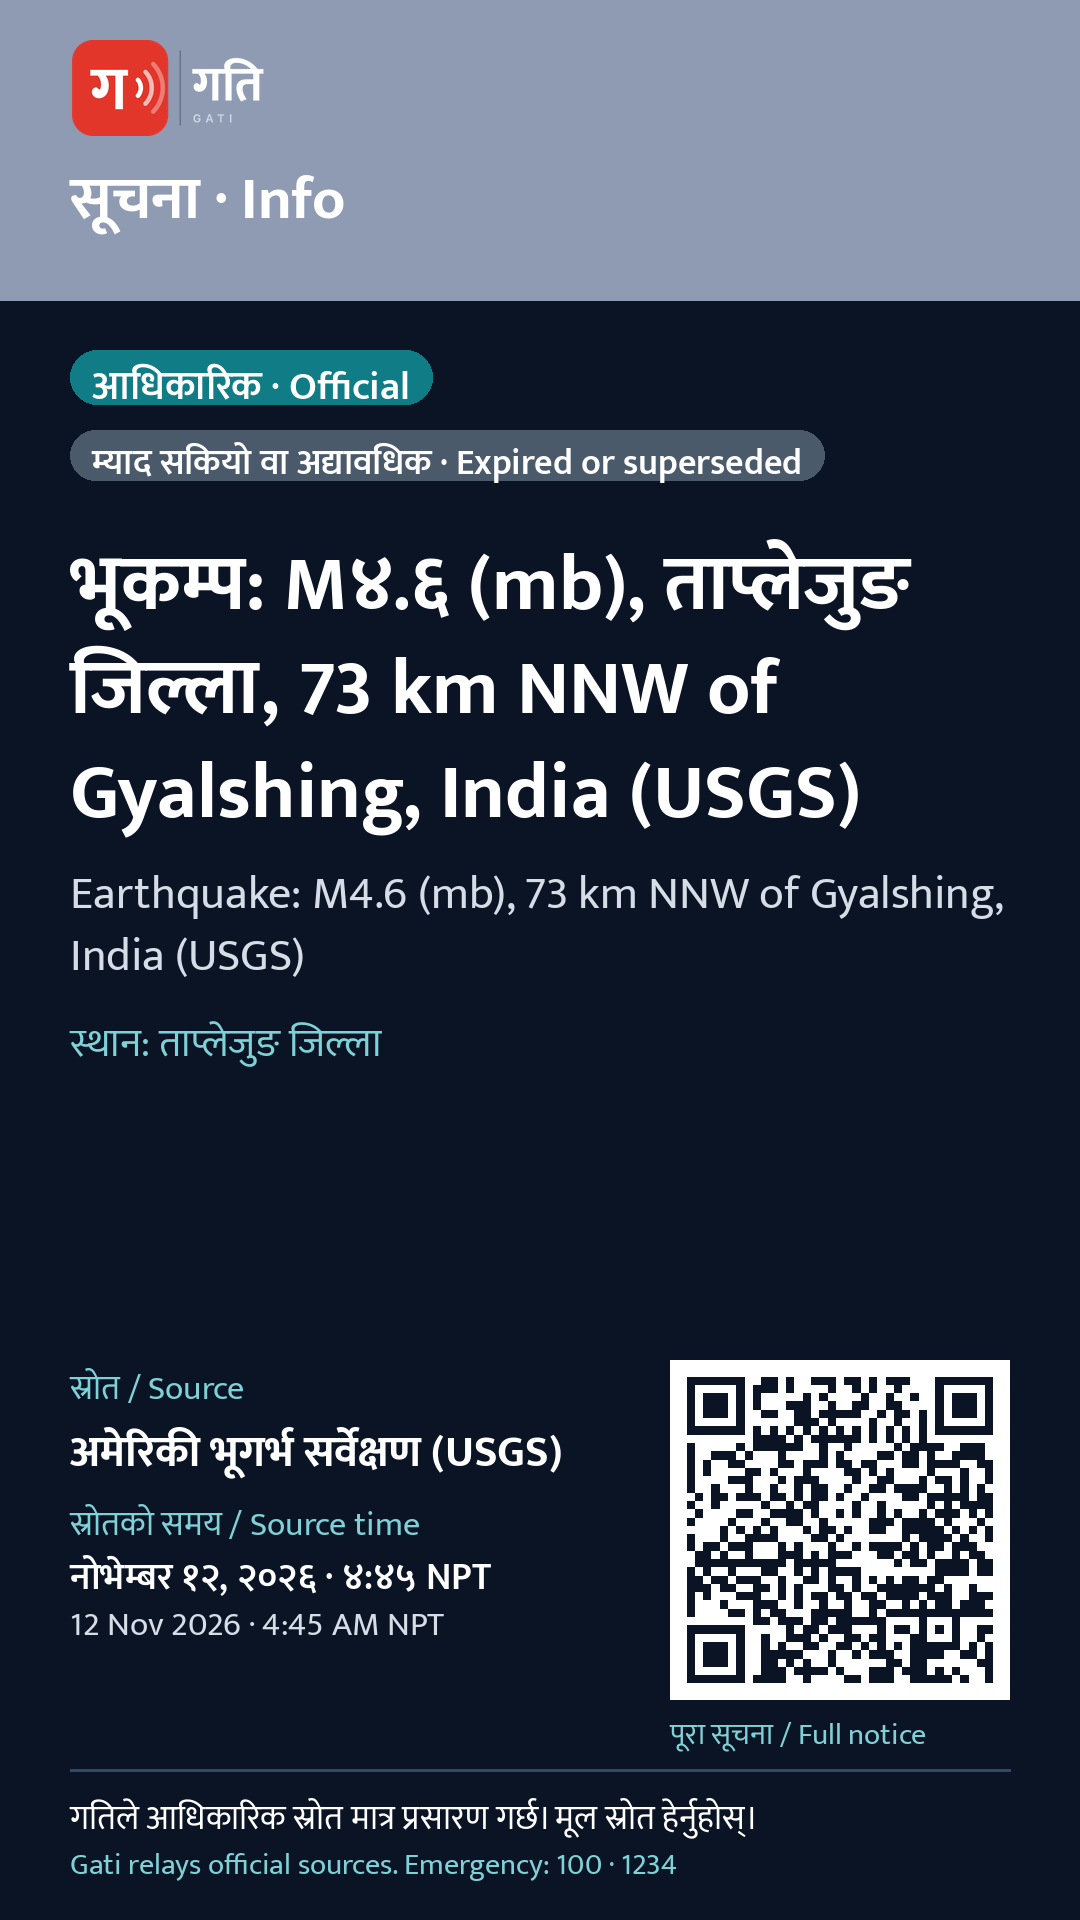 ग
गति
GATI
सूचना · Info
आधिकारिक · Official
म्याद सकियो वा अद्यावधिक · Expired or superseded
भूकम्प: M४.६ (mb), ताप्लेजुङ
जिल्ला, 73 km NNW of
Gyalshing, India (USGS)
Earthquake: M4.6 (mb), 73 km NNW of Gyalshing,
India (USGS)
स्थान: ताप्लेजुङ जिल्ला
स्रोत / Source
अमेरिकी भूगर्भ सर्वेक्षण (USGS)
स्रोतको समय / Source time
नोभेम्बर १२, २०२६ · ४:४५ NPT
12 Nov 2026 · 4:45 AM NPT
पूरा सूचना / Full notice
गतिले आधिकारिक स्रोत मात्र प्रसारण गर्छ। मूल स्रोत हेर्नुहोस्।
Gati relays official sources. Emergency: 100 · 1234